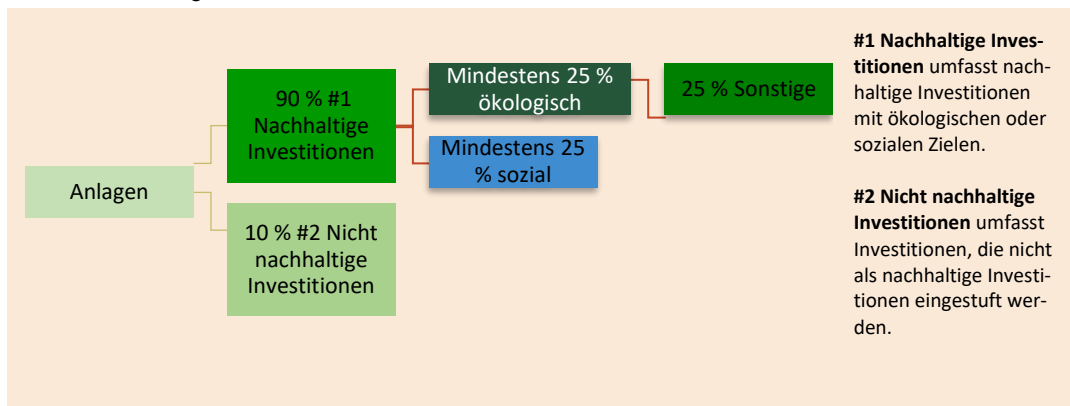 Anlagen
90 % #1
Nachhaltige
Investitionen
10 % #2 Nicht
nachhaltige
Investitionen
Mindestens 25 %
ökologisch
Mindestens 25
% sozial
25 % Sonstige
#1 Nachhaltige Inves-
titionen umfasst nach-
haltige Investitionen
mit ökologischen oder
sozialen Zielen.
#2 Nicht nachhaltige
Investitionen umfasst
Investitionen, die nicht
als nachhaltige Investi-
tionen eingestuft wer-
den.